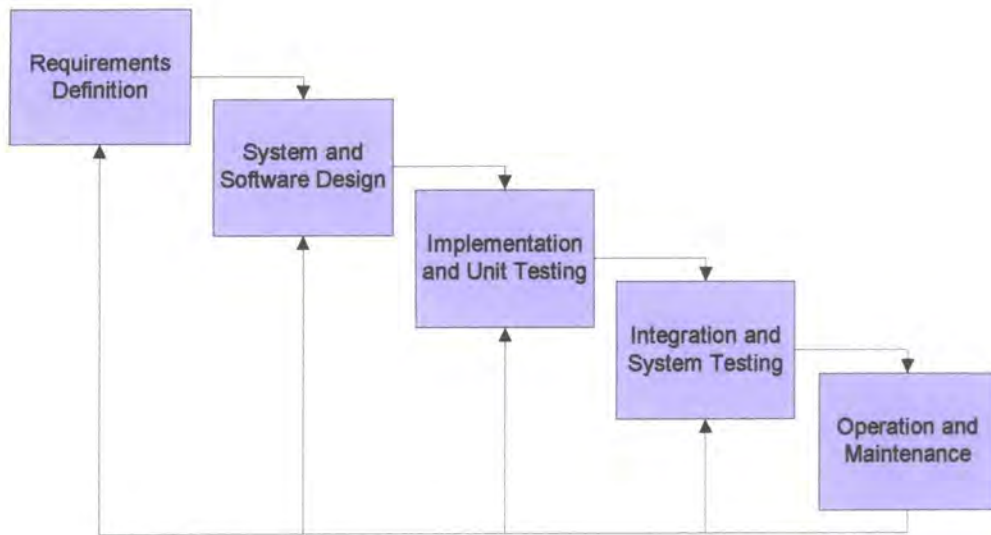 Requirements
Definition
System and
Software Design
Implementation
and Unit Testing
Integration and
System Testing
Operation and
Maintenance